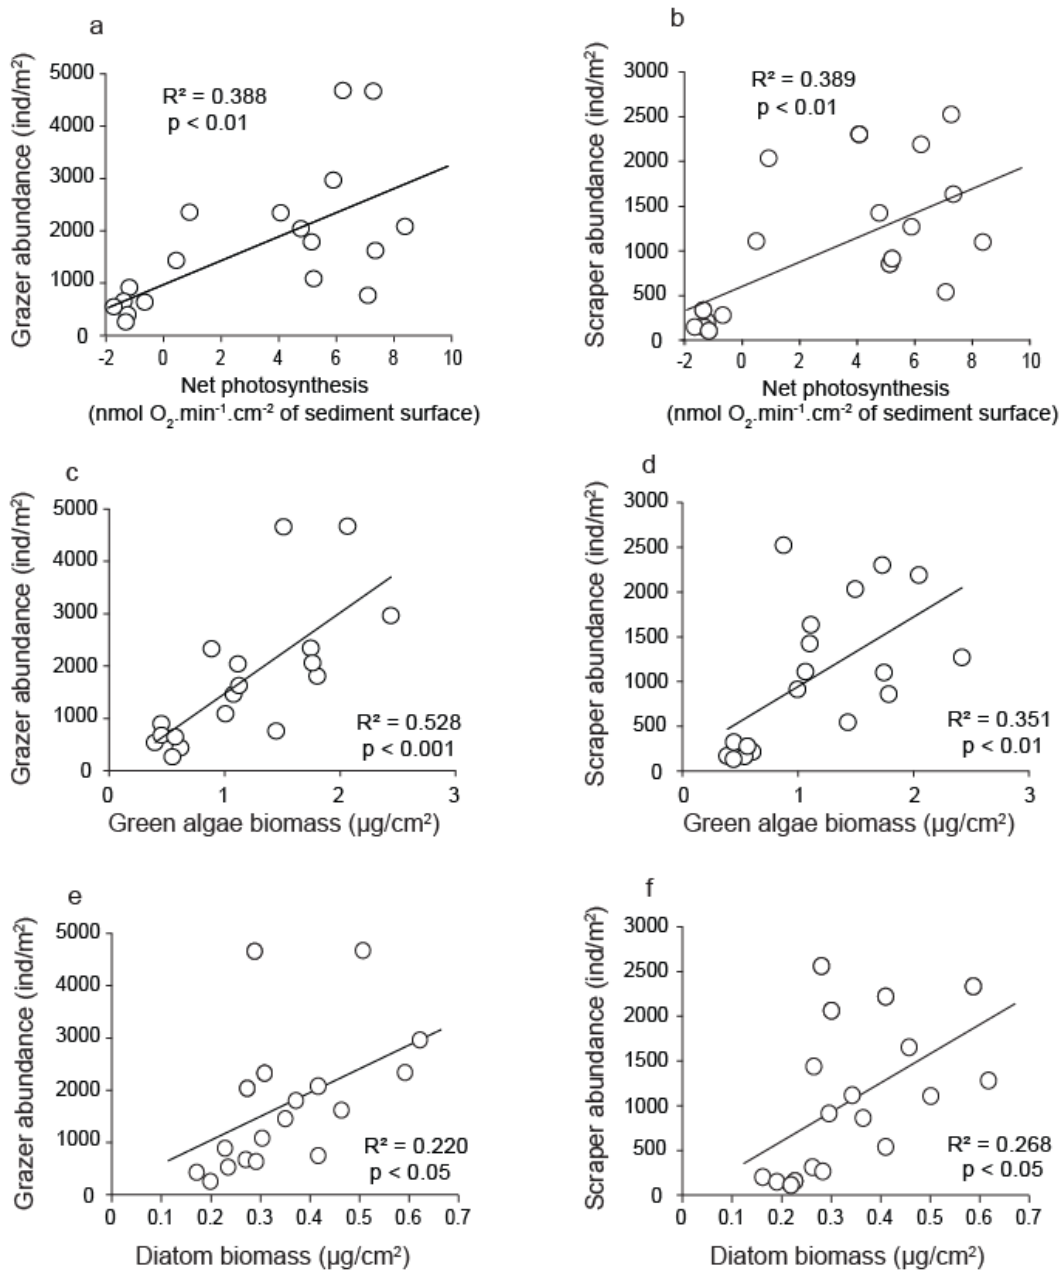 a
Grazer abundance (ind/m²)
5000
4000
3000
2000
1000
0
R² = 0.388
p < 0.01
-2 0 2 4 6 8 10
Net photosynthesis
(nmol O₂.min⁻¹.cm⁻² of sediment surface)
b
Scraper abundance (ind/m²)
3000
2500
2000
1500
1000
500
0
R² = 0.389
p < 0.01
-2 0 2 4 6 8 10
Net photosynthesis
(nmol O₂.min⁻¹.cm⁻² of sediment surface)
c
Grazer abundance (ind/m²)
5000
4000
3000
2000
1000
0
R² = 0.528
p < 0.001
0 1 2 3
Green algae biomass (µg/cm²)
d
Scraper abundance (ind/m²)
3000
2500
2000
1500
1000
500
0
R² = 0.351
p < 0.01
0 1 2 3
Green algae biomass (µg/cm²)
e
Grazer abundance (ind/m²)
5000
4000
3000
2000
1000
0
R² = 0.220
p < 0.05
0 0.1 0.2 0.3 0.4 0.5 0.6 0.7
Diatom biomass (µg/cm²)
f
Scraper abundance (ind/m²)
3000
2500
2000
1500
1000
500
0
R² = 0.268
p < 0.05
0 0.1 0.2 0.3 0.4 0.5 0.6 0.7
Diatom biomass (µg/cm²)